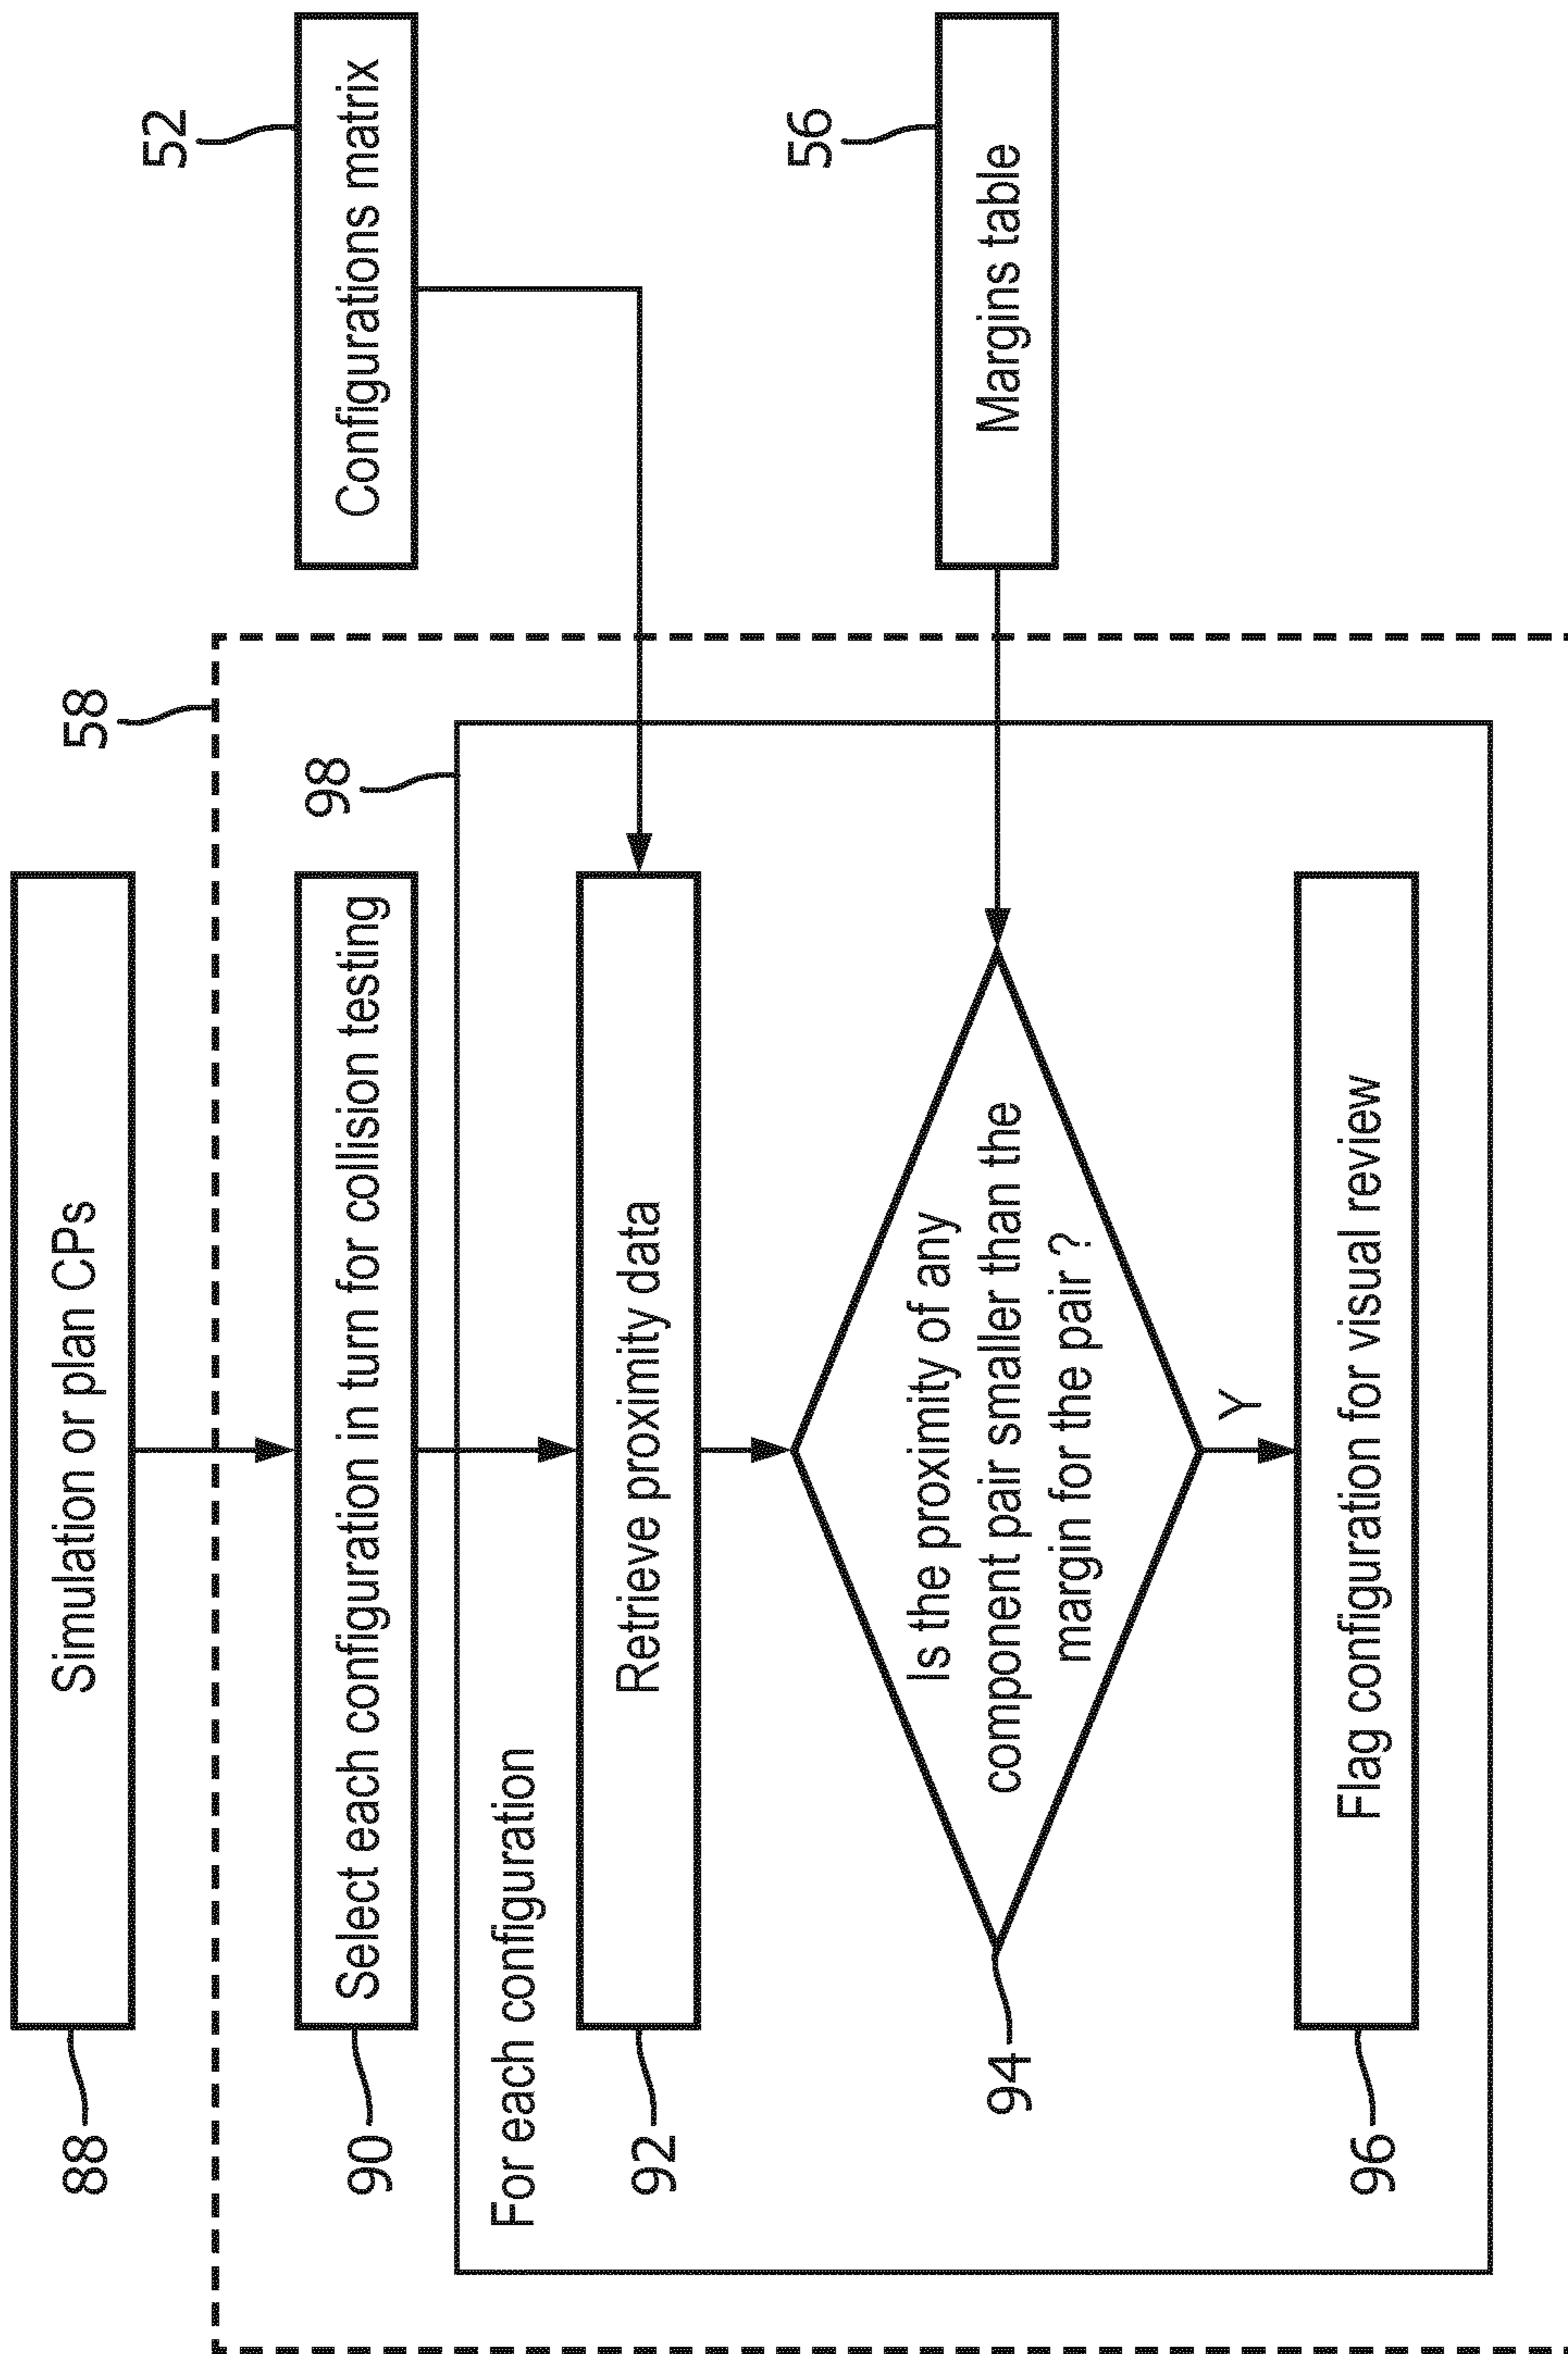 88
Simulation or plan CPs
58
52
Configurations matrix
90
Select each configuration in turn for collision testing
98
For each configuration
92
Retrieve proximity data
56
Margins table
94
Is the proximity of any
component pair smaller than the
margin for the pair ?
Y
96
Flag configuration for visual review